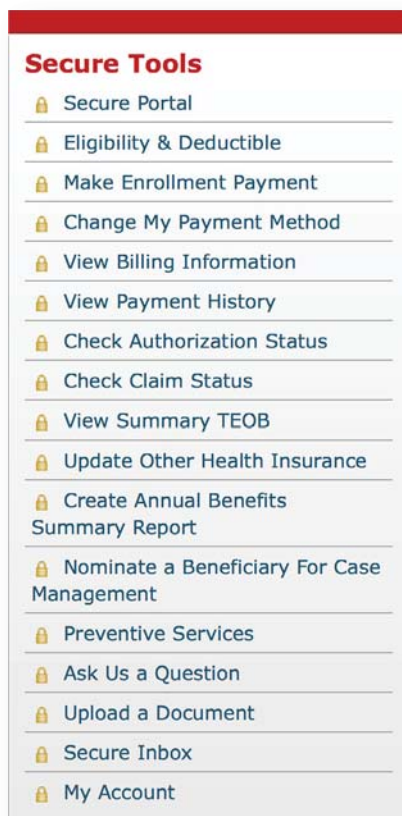 Secure Tools
Secure Portal
Eligibility & Deductible
Make Enrollment Payment
Change My Payment Method
View Billing Information
View Payment History
Check Authorization Status
Check Claim Status
View Summary TEOB
Update Other Health Insurance
Create Annual Benefits
Summary Report
Nominate a Beneficiary For Case
Management
Preventive Services
Ask Us a Question
Upload a Document
Secure Inbox
My Account